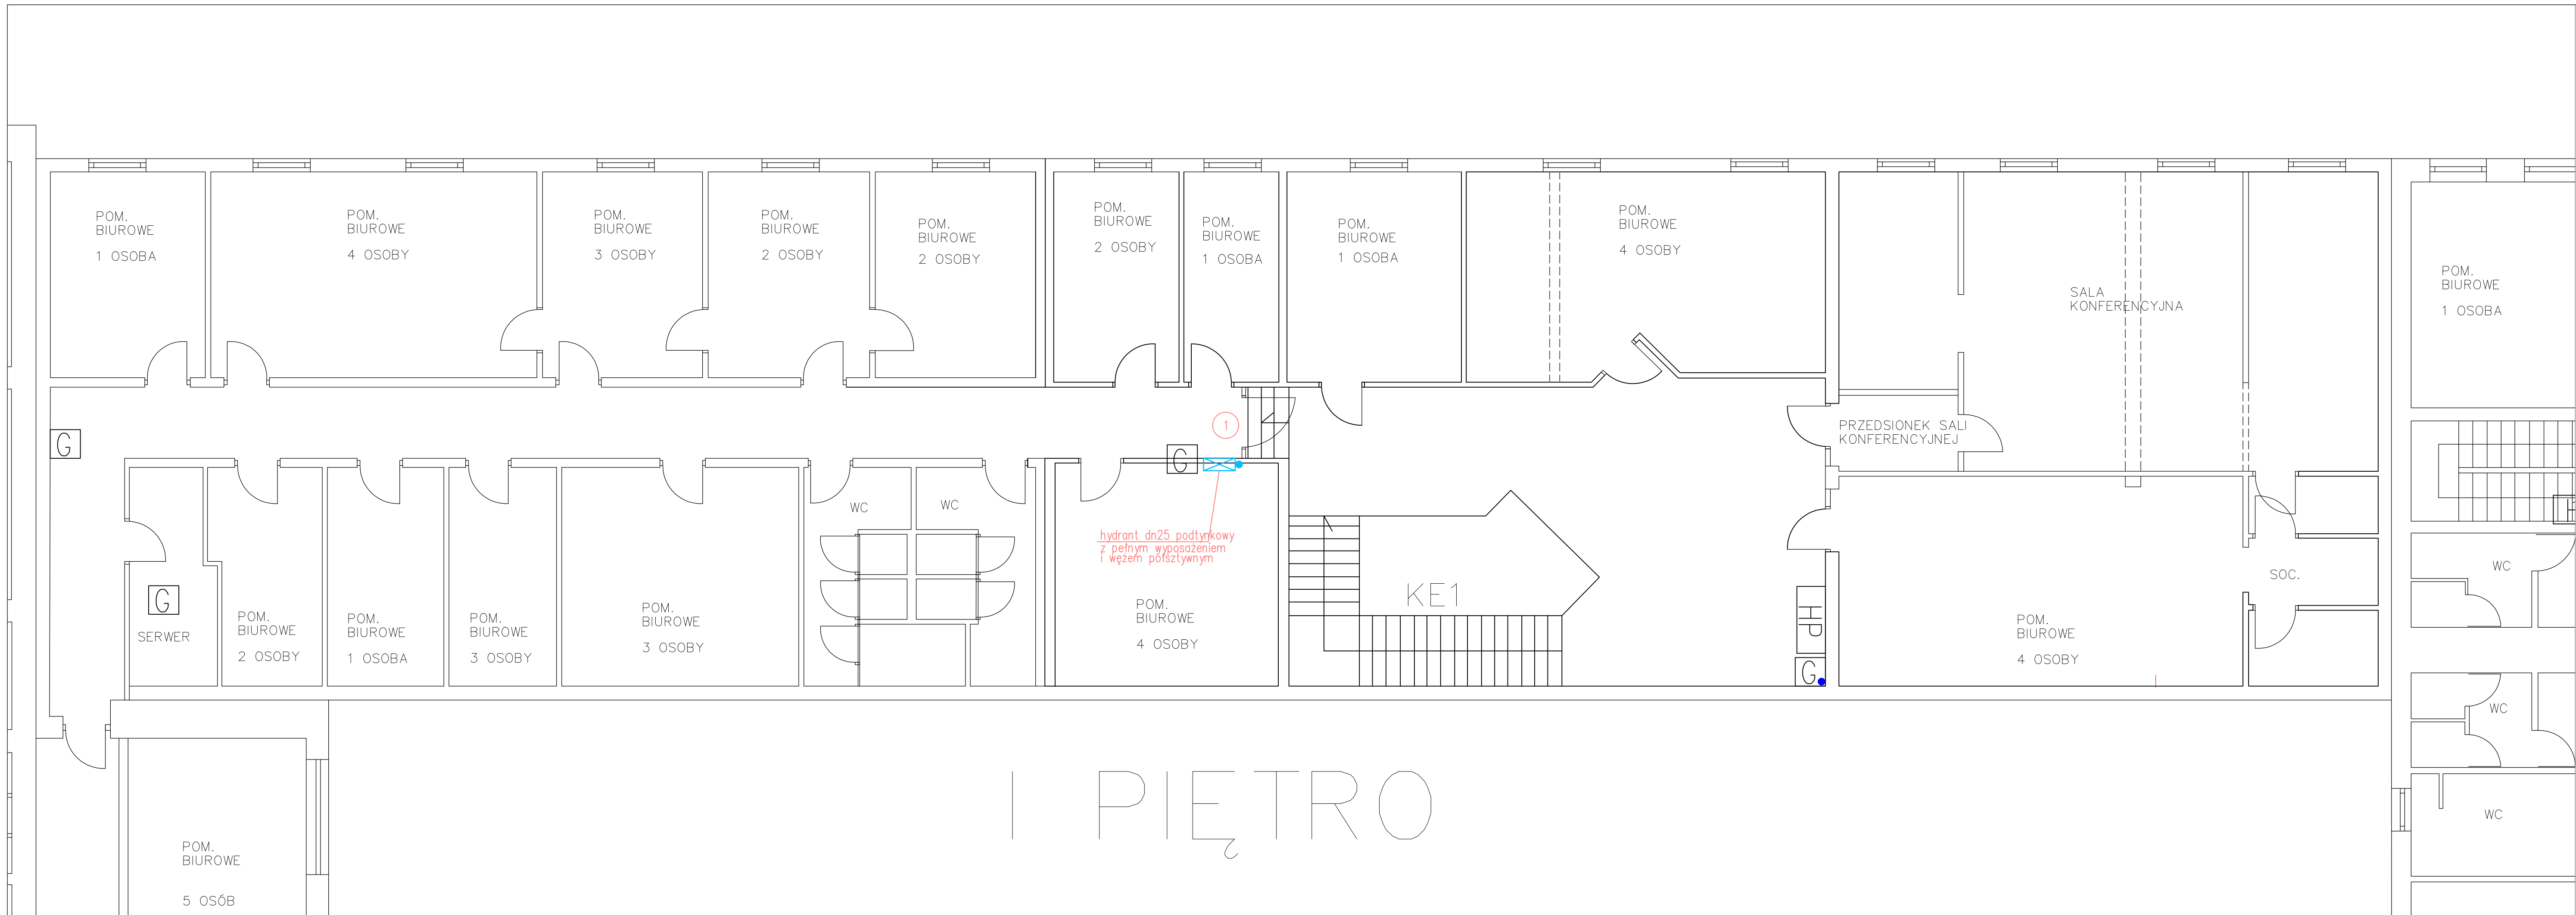 POM.
BIUROWE
1 OSOBA
POM.
BIUROWE
4 OSOBY
POM.
BIUROWE
3 OSOBY
POM.
BIUROWE
2 OSOBY
POM.
BIUROWE
2 OSOBY
POM.
BIUROWE
2 OSOBY
POM.
BIUROWE
1 OSOBA
POM.
BIUROWE
1 OSOBA
POM.
BIUROWE
4 OSOBY
SALA
KONFERENCYJNA
POM.
BIUROWE
1 OSOBA
PRZEDSIONEK SALI
KONFERENCYJNEJ
G
1
G
hydrant dn25 podtynkowy
z pełnym wyposażeniem
i wężem półsztywnym
G
SERWER
POM.
BIUROWE
2 OSOBY
POM.
BIUROWE
1 OSOBA
POM.
BIUROWE
3 OSOBY
POM.
BIUROWE
3 OSOBY
WC
WC
POM.
BIUROWE
4 OSOBY
KE1
HP
G
POM.
BIUROWE
4 OSOBY
SOC.
WC
WC
WC
I PIĘTRO
POM.
BIUROWE
5 OSÓB